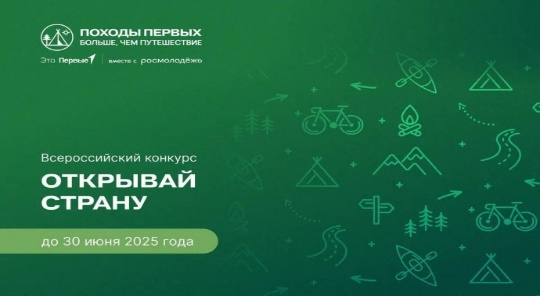 ПОХОДЫ ПЕРВЫХ
БОЛЬШЕ, ЧЕМ ПУТЕШЕСТВИЕ
Это Первые вместе с росмолодёжь
Всероссийский конкурс
ОТКРЫВАЙ
СТРАНУ
до 30 июня 2025 года